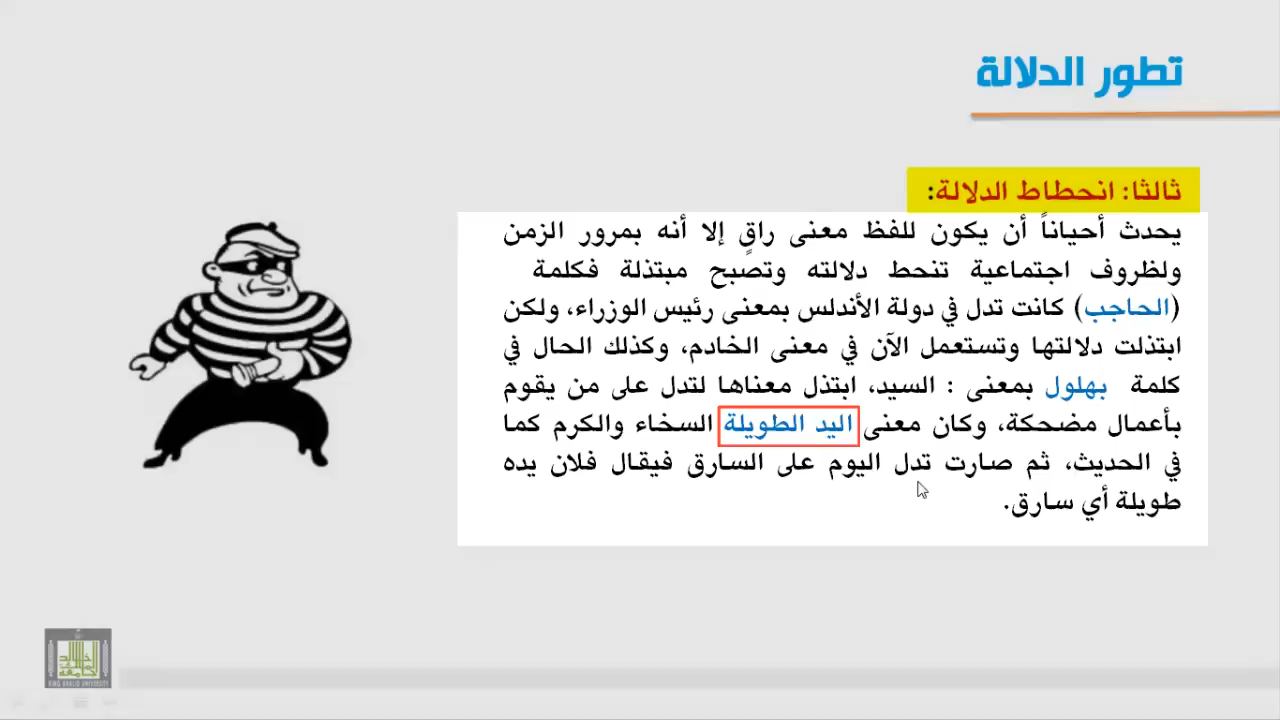 تطور الدلالة
ثالثا: انحطاط الدلالة:
يحدث أحياناً أن يكون للفظ معنى راقٍ إلا أنه بمرور الزمن
ولظروف اجتماعية تنحط دلالته وتصبح مبتذلة فكلمة
(الحاجب) كانت تدل في دولة الأندلس بمعنى رئيس الوزراء، ولكن
ابتذلت دلالتها وتستعمل الآن في معنى الخادم، وكذلك الحال في
كلمة بهلول بمعنى : السيد، ابتذل معناها لتدل على من يقوم
بأعمال مضحكة، وكان معنى اليد الطويلة السخاء والكرم كما
في الحديث، ثم صارت تدل اليوم على السارق فيقال فلان يده
طويلة أي سارق.
KING KHALID UNIVERSITY